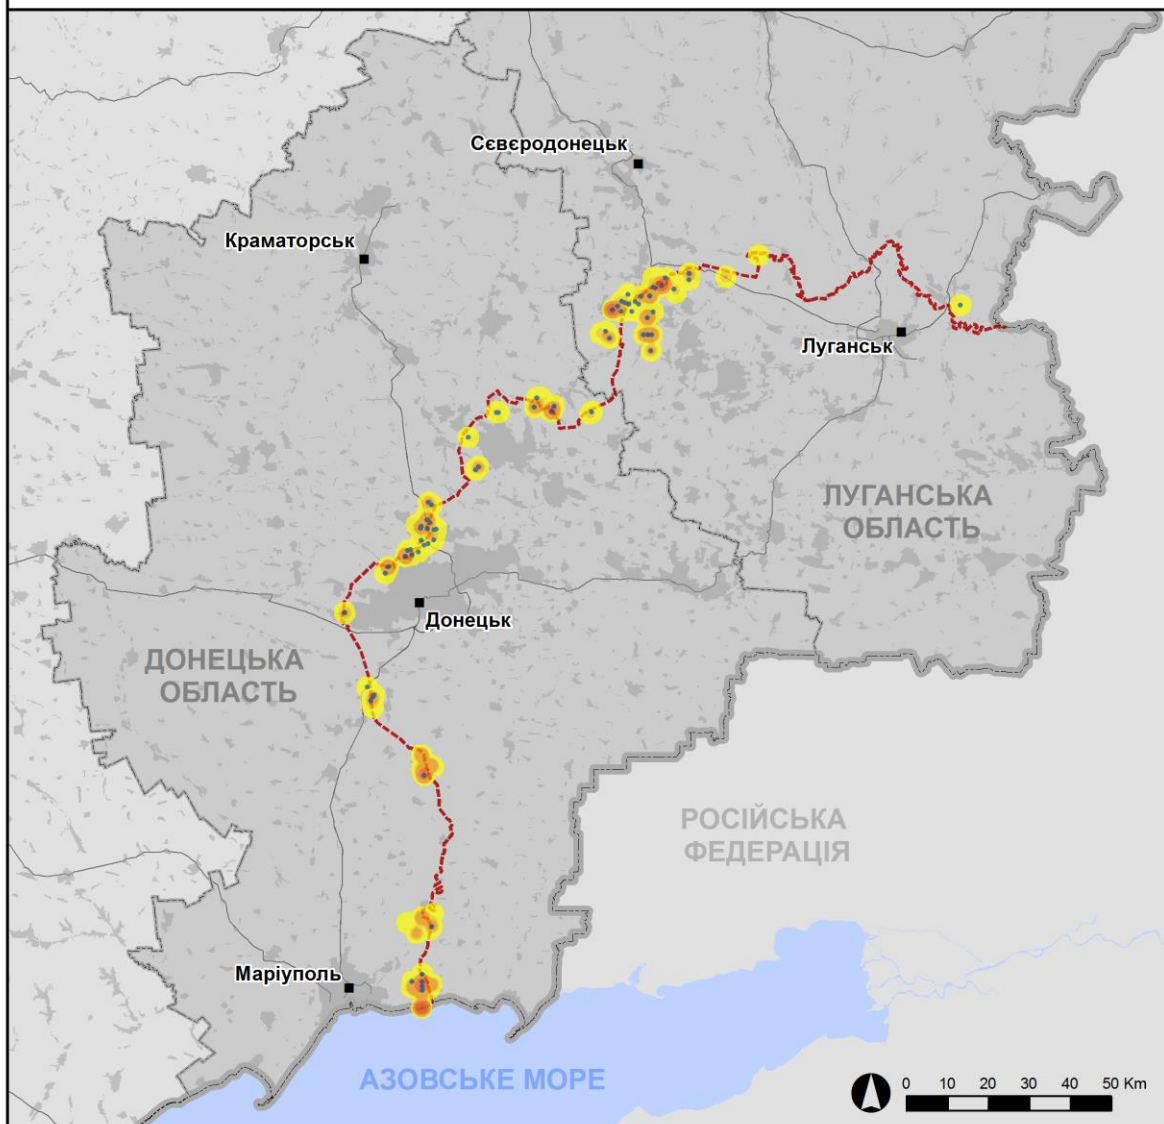 Сєвєродонецьк
Краматорськ
Луганськ
ЛУГАНСЬКА
ОБЛАСТЬ
Донецьк
ДОНЕЦЬКА
ОБЛАСТЬ
РОСІЙСЬКА
ФЕДЕРАЦІЯ
Маріуполь
АЗОВСЬКЕ МОРЕ
0 10 20 30 40 50 Km